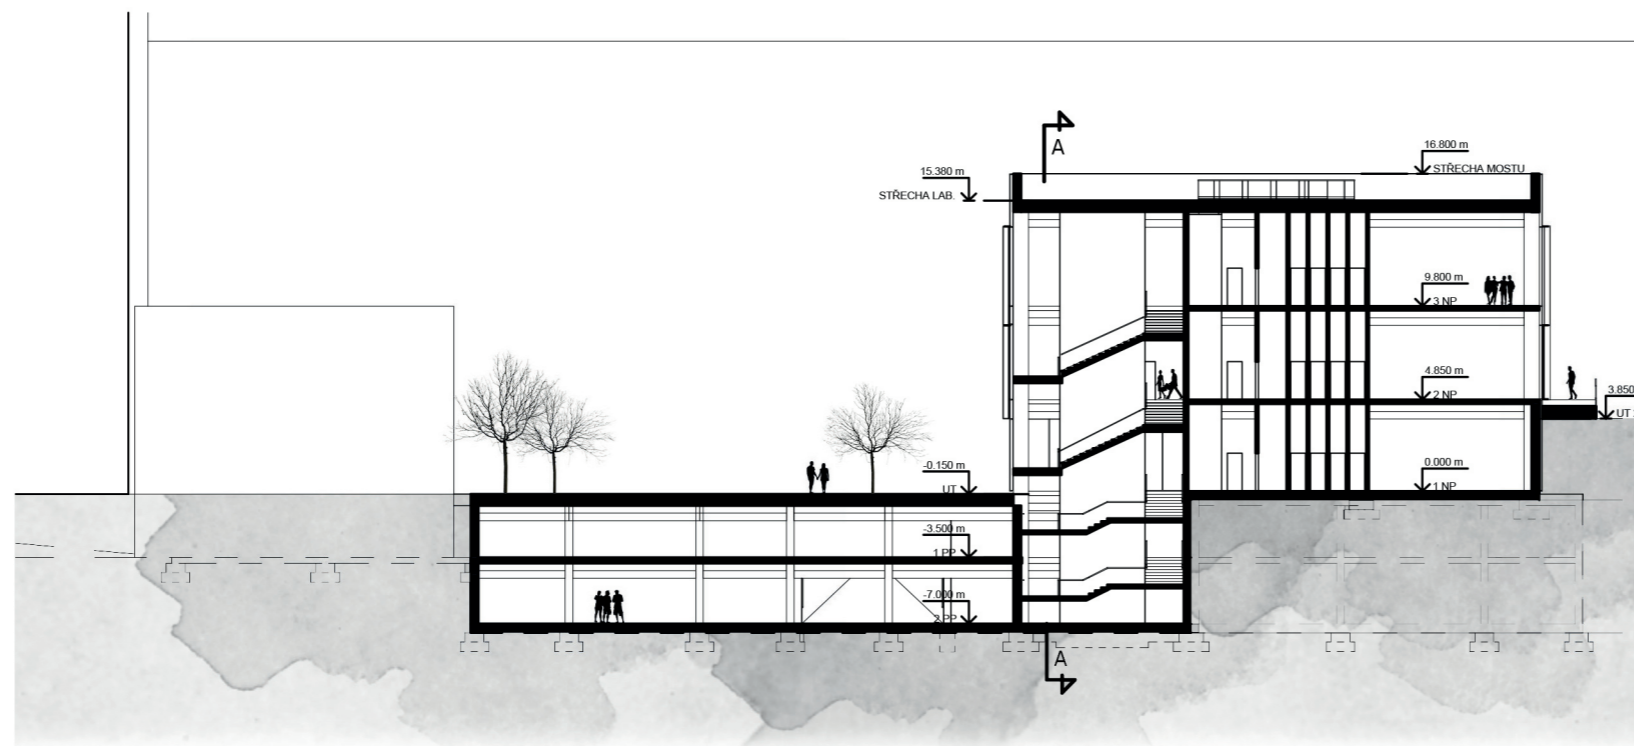 A
16.800 m
STŘECHA MOSTU
15.380 m
STŘECHA LAB.
9.800 m
3 NP
4.850 m
2 NP
3.850
UT
-0.150 m
UT
0.000 m
1 NP
-3.500 m
1 PP
-7.000 m
2 PP
A